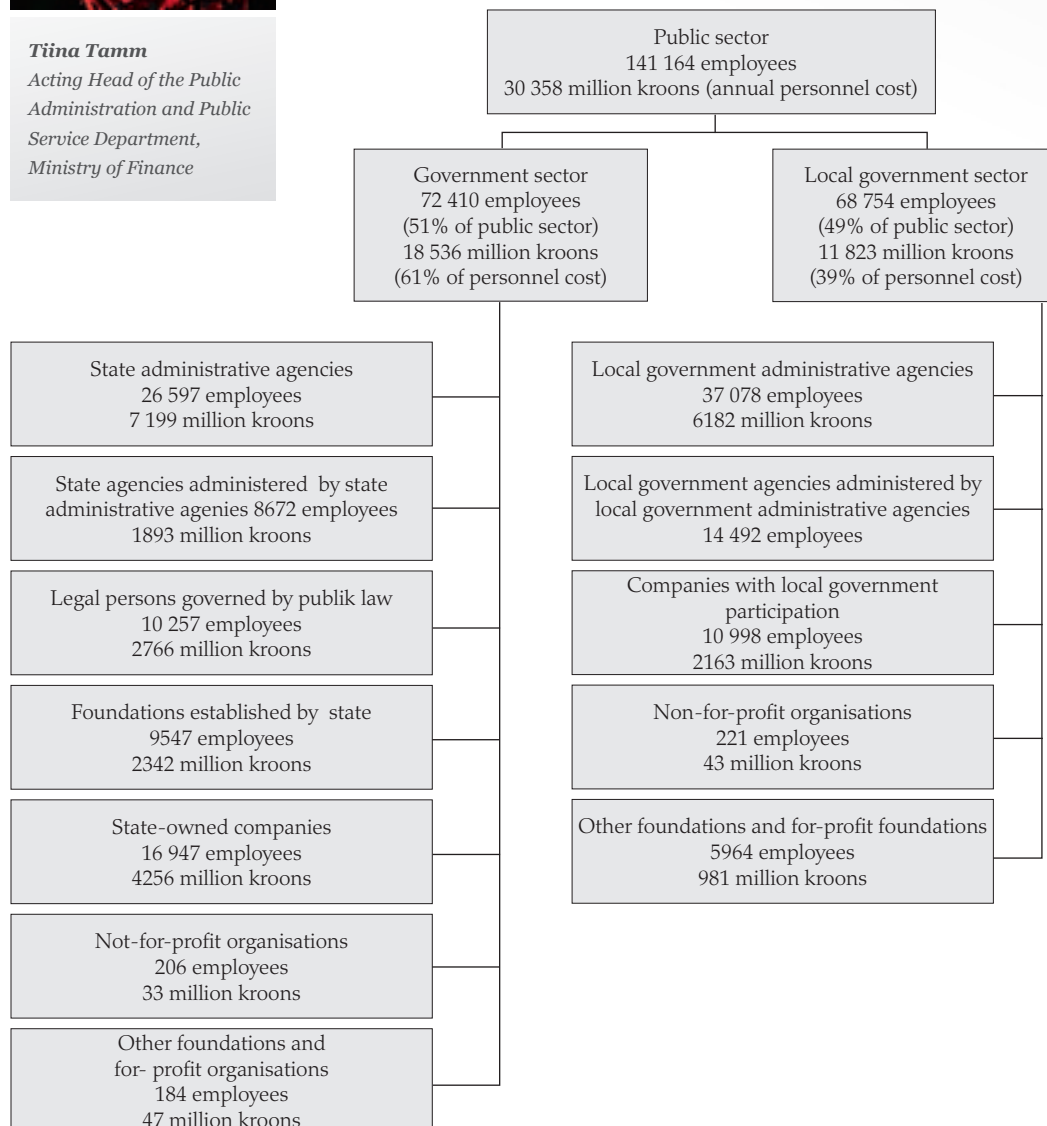 Tiina Tamm
Acting Head of the Public
Administration and Public
Service Department,
Ministry of Finance
Public sector
141 164 employees
30 358 million kroons (annual personnel cost)
Government sector
72 410 employees
(51% of public sector)
18 536 million kroons
(61% of personnel cost)
Local government sector
68 754 employees
(49% of public sector)
11 823 million kroons
(39% of personnel cost)
State administrative agencies
26 597 employees
7 199 million kroons
State agencies administered by state
administrative agenies 8672 employees
1893 million kroons
Legal persons governed by publik law
10 257 employees
2766 million kroons
Foundations established by state
9547 employees
2342 million kroons
State-owned companies
16 947 employees
4256 million kroons
Not-for-profit organisations
206 employees
33 million kroons
Other foundations and
for- profit organisations
184 employees
47 million kroons
Local government administrative agencies
37 078 employees
6182 million kroons
Local government agencies administered by
local government administrative agencies
14 492 employees
Companies with local government
participation
10 998 employees
2163 million kroons
Non-for-profit organisations
221 employees
43 million kroons
Other foundations and for-profit foundations
5964 employees
981 million kroons